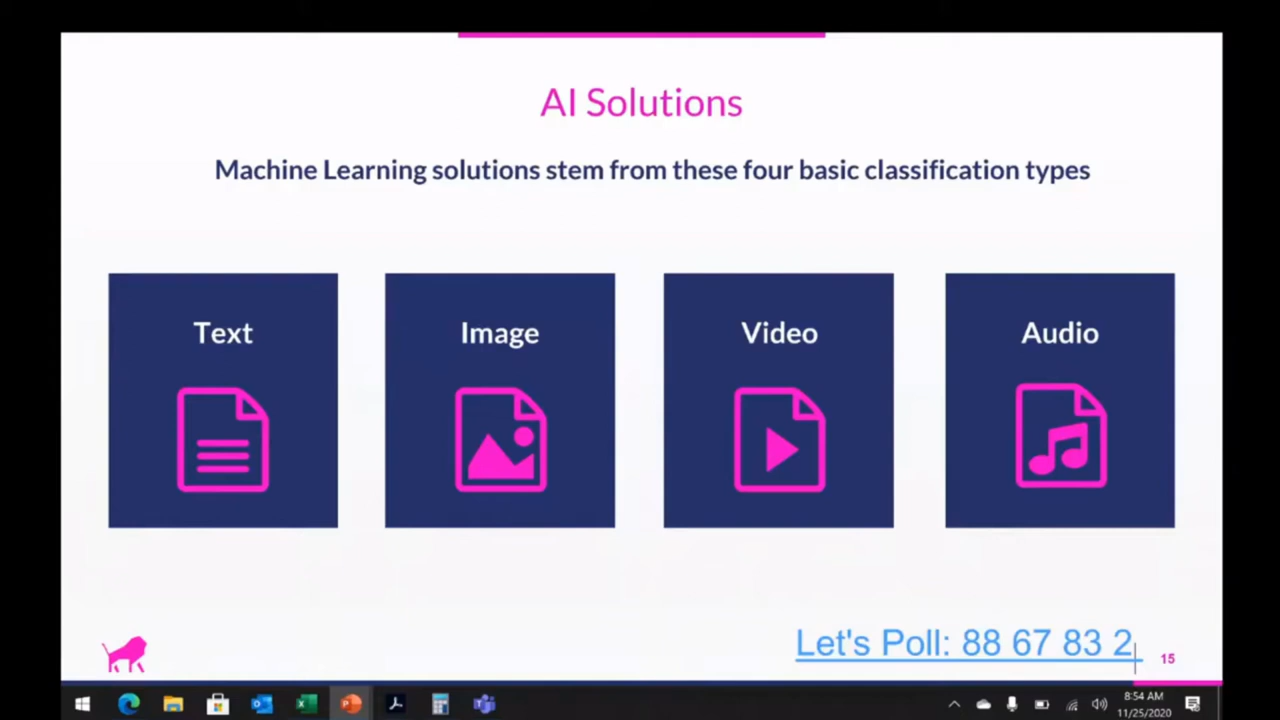 AI Solutions
Machine Learning solutions stem from these four basic classification types
Text
Image
Video
Audio
Let's Poll: 88 67 83 2
15
8:54 AM
11/25/2020